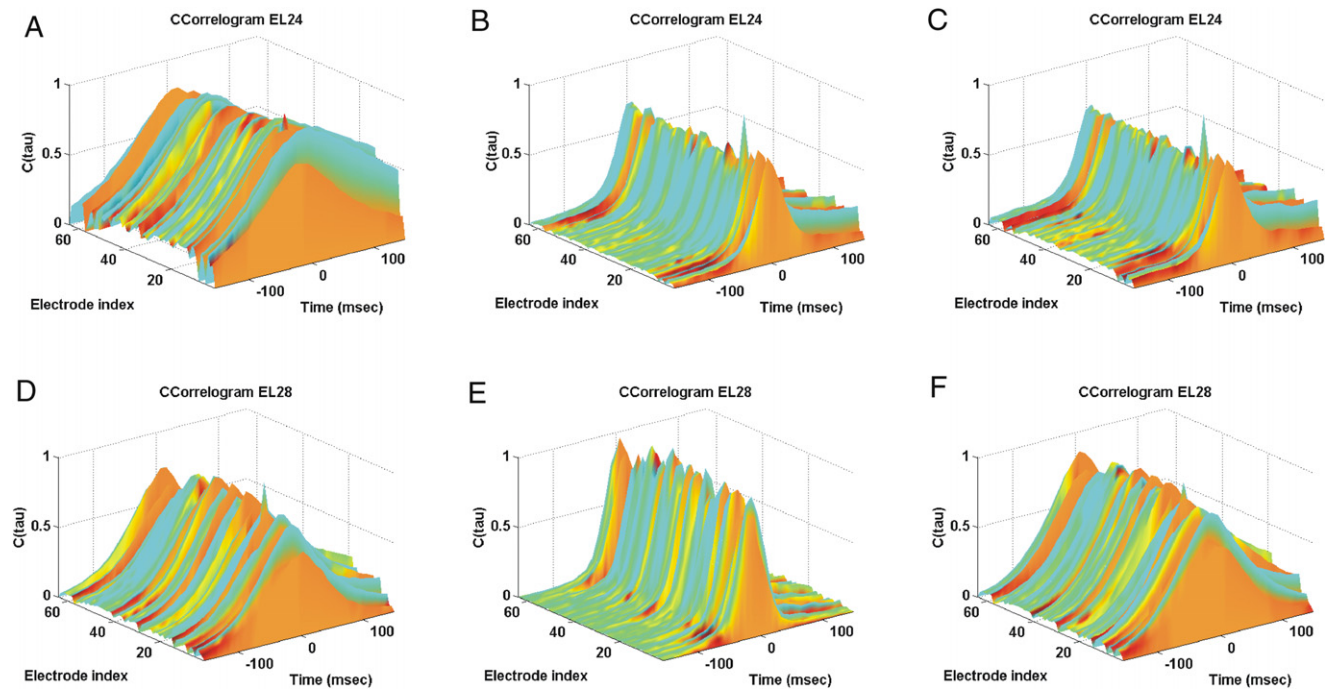 A
CCorrelogram EL24
1
0.5
0
C(tau)
60
40
20
Electrode index
-100
0
100
Time (msec)
B
CCorrelogram EL24
1
0.5
0
C(tau)
60
40
20
Electrode index
-100
0
100
Time (msec)
C
CCorrelogram EL24
1
0.5
0
C(tau)
60
40
20
Electrode index
-100
0
100
Time (msec)
D
CCorrelogram EL28
1
0.5
0
C(tau)
60
40
20
Electrode index
-100
0
100
Time (msec)
E
CCorrelogram EL28
1
0.5
0
C(tau)
60
40
20
Electrode index
-100
0
100
Time (msec)
F
CCorrelogram EL28
1
0.5
0
C(tau)
60
40
20
Electrode index
-100
0
100
Time (msec)